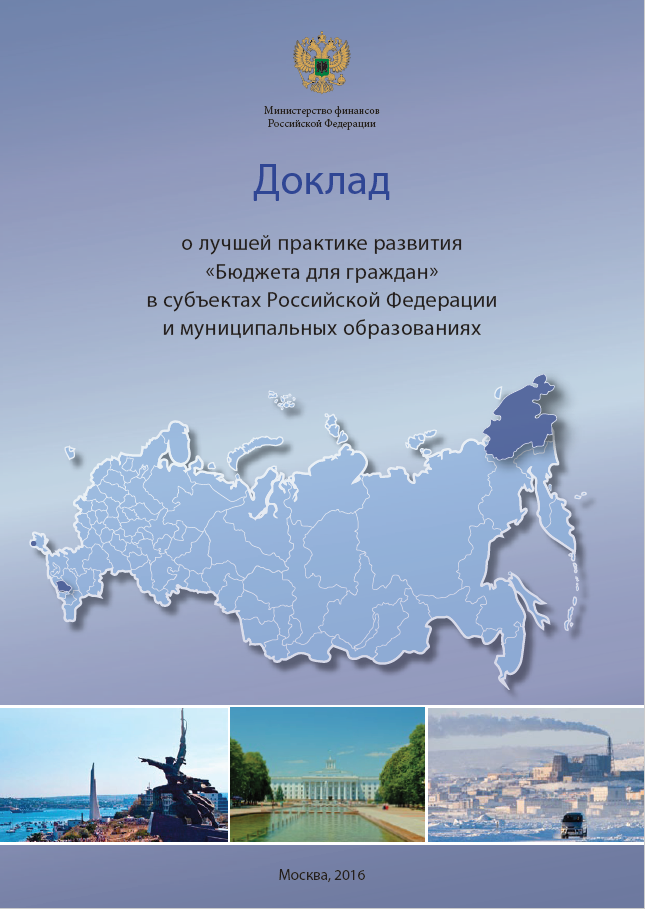 Министерство финансов
Российской Федерации
Доклад
о лучшей практике развития
«Бюджета для граждан»
в субъектах Российской Федерации
и муниципальных образованиях
Москва, 2016